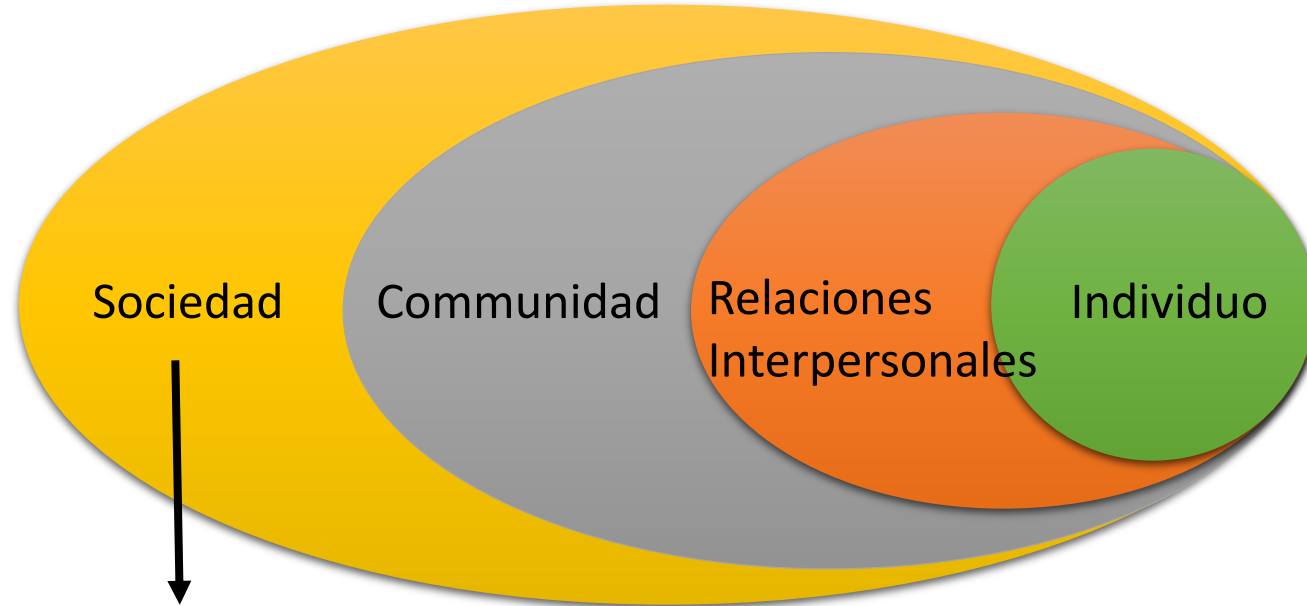 Sociedad
Communidad
Relaciones
Interpersonales
Individuo